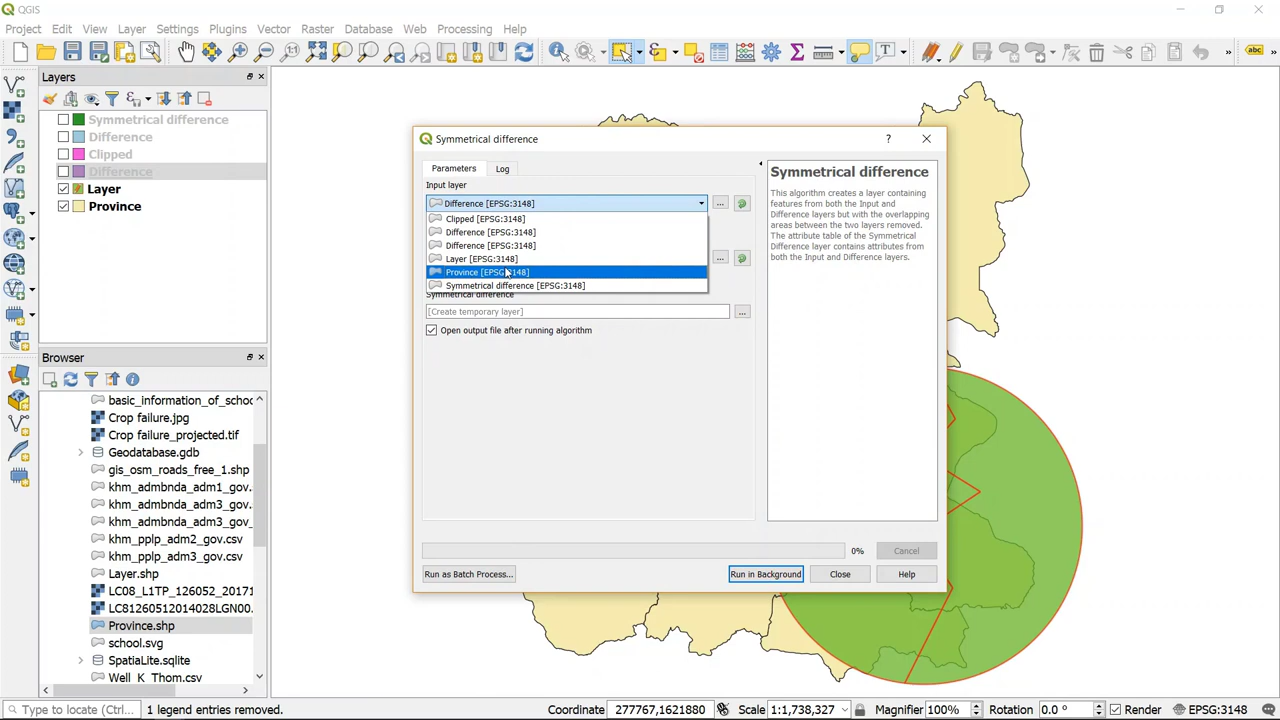 QGIS
Project Edit View Layer Settings Plugins Vector Raster Database Web Processing Help
abc
Layers
Symmetrical difference
Difference
Clipped
Difference
Layer
Province
Browser
basic_information_of_schoo
Crop failure.jpg
Crop failure_projected.tif
Geodatabase.gdb
gis_osm_roads_free_1.shp
khm_admbnda_adm1_gov.
khm_admbnda_adm3_gov.
khm_admbnda_adm3_gov_
khm_pplp_adm2_gov.csv
khm_pplp_adm3_gov.csv
Layer.shp
LC08_L1TP_126052_20171
LC81260512014028LGN00.
Province.shp
school.svg
SpatiaLite.sqlite
Well_K_Thom.csv
Symmetrical difference
Parameters Log
Input layer
Difference [EPSG:3148]
Clipped [EPSG:3148]
Difference [EPSG:3148]
Difference [EPSG:3148]
Layer [EPSG:3148]
Province [EPSG:3148]
Symmetrical difference [EPSG:3148]
Symmetrical difference
[Create temporary layer]
Open output file after running algorithm
Symmetrical difference
This algorithm creates a layer containing
features from both the Input and
Difference layers but with the overlapping
areas between the two layers removed.
The attribute table of the Symmetrical
Difference layer contains attributes from
both the Input and Difference layers.
0% Cancel
Run as Batch Process... Run in Background Close Help
Type to locate (Ctrl... 1 legend entries removed. Coordinate 277767,1621880 Scale 1:1,738,327 Magnifier 100% Rotation 0.0 ° Render EPSG:3148